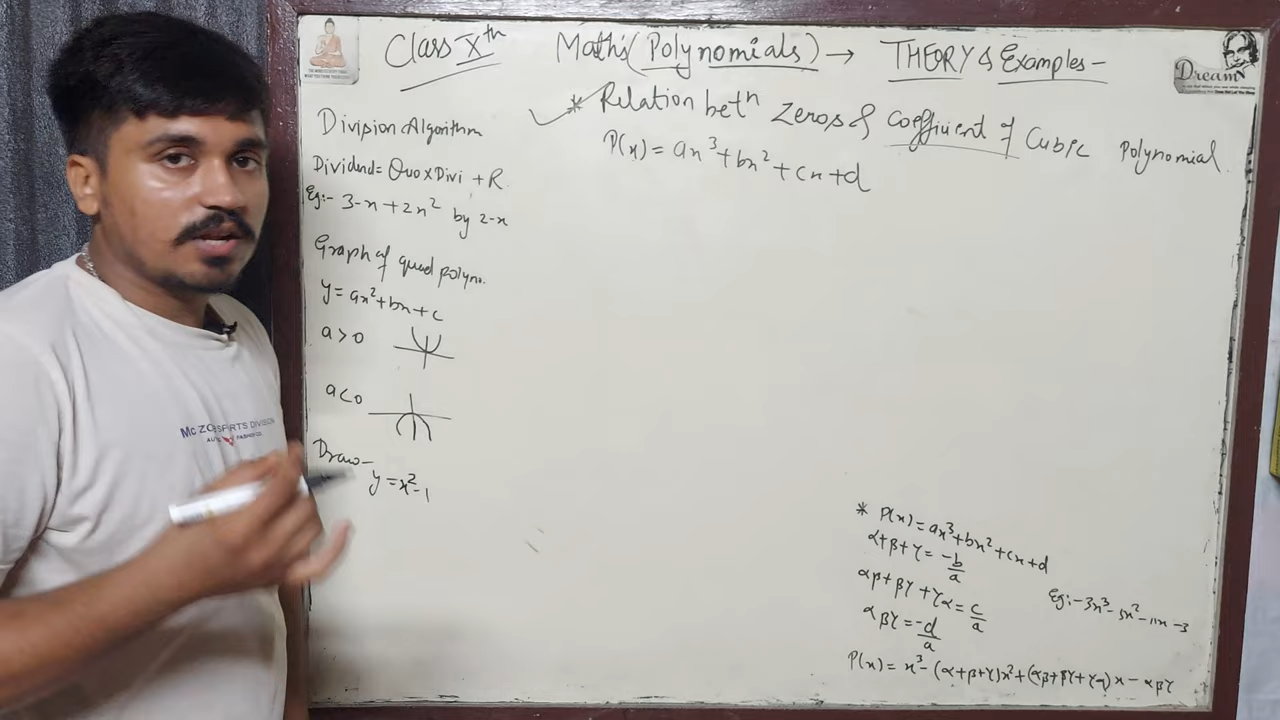 Class Xth Maths (Polynomials) → THEORY & Examples -
Dream
* Relation betn Zeros & coefficient of Cubic Polynomial
P(x) = ax³+bx²+cx+d
Division Algorithm
Dividend = Quo x Divi + R
Eg:- 3-x+2x² by 2-x
Graph of quad polyno.
y = ax²+bx+c
a>0
a<0
Draw-
y = x²-1
* P(x) = ax³+bx²+cx+d
α+β+γ = -b/a
αβ+βγ+γα = c/a
Eg:- 3x³-5x²-11x-3
αβγ = -d/a
P(x) = x³-(α+β+γ)x²+(αβ+βγ+γα)x-αβγ